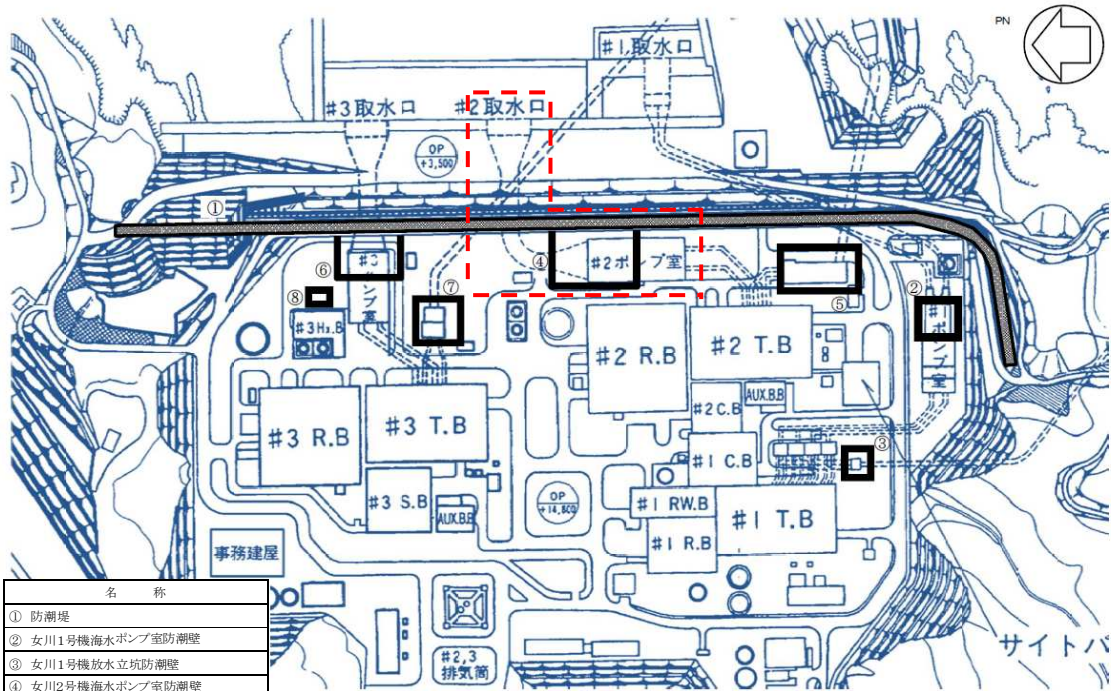 PN
#1取水口
#3取水口
#2取水口
OP
+3,500
①
④
#2ポンプ室
⑥
#3
ポンプ室
⑦
⑧
#3H₂.B
⑤
②
#1ポンプ室
#2 R.B
#2 T.B
AUX.B.B
#2C.B
#3 R.B
#3 T.B
③
#1 C.B
#3 S.B
AUX.B.B
OP
+14,800
#1 RW.B
#1 T.B
#1 R.B
事務建屋
#2,3
排気筒
サイトバ
名 称
① 防潮堤
② 女川1号機海水ポンプ室防潮壁
③ 女川1号機放水立坑防潮壁
④ 女川2号機海水ポンプ室防潮壁